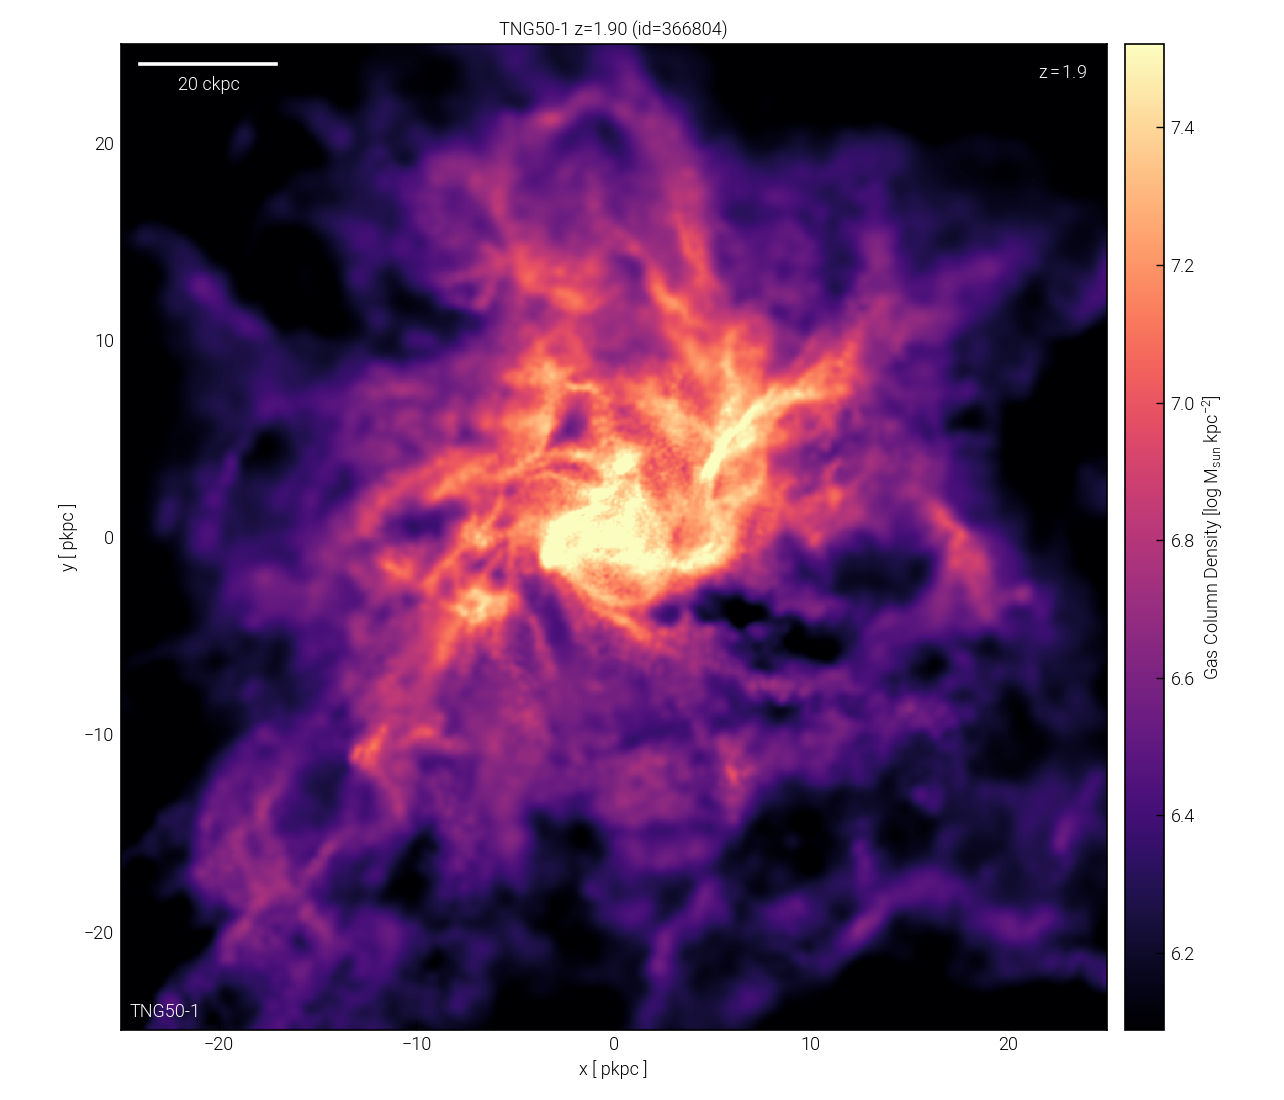 TNG50-1 z=1.90 (id=366804)
20 ckpc
z = 1.9
TNG50-1
20
10
0
−10
−20
y [ pkpc ]
−20
−10
0
10
20
x [ pkpc ]
7.4
7.2
7.0
6.8
6.6
6.4
6.2
Gas Column Density [log M_sun kpc^−2]